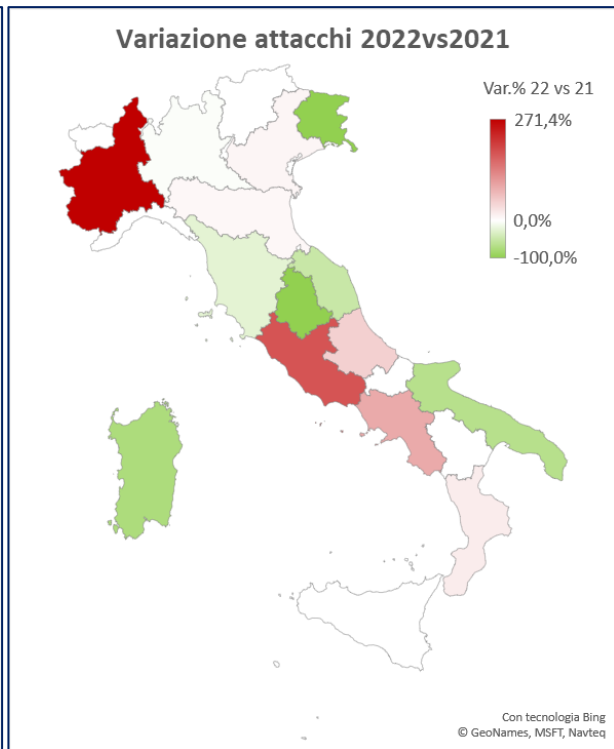 Variazione attacchi 2022vs2021
Var.% 22 vs 21
271,4%
0,0%
-100,0%
Con tecnologia Bing
© GeoNames, MSFT, Navteq